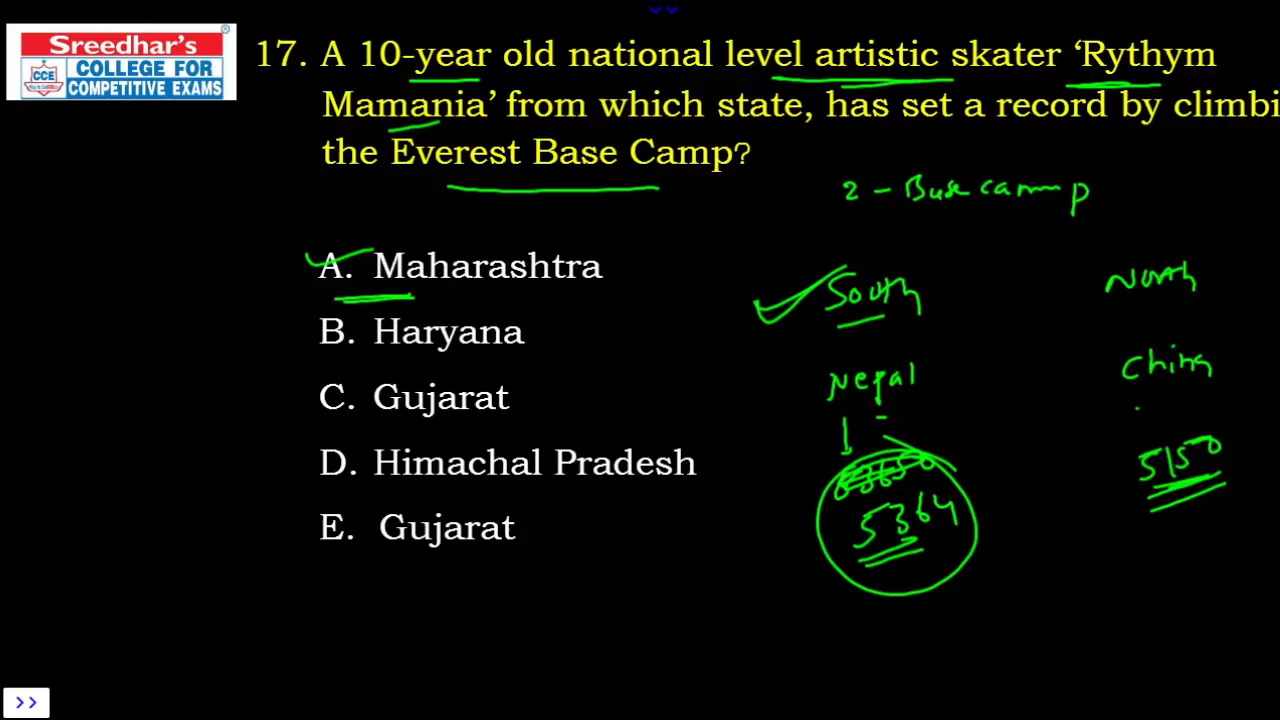 Sreedhar's
CCE
COLLEGE FOR
COMPETITIVE EXAMS
17. A 10-year old national level artistic skater ‘Rythym
Mamania’ from which state, has set a record by climbi
the Everest Base Camp?
2 - Base camp
A. Maharashtra
South
North
B. Haryana
Nepal
China
C. Gujarat
5150
D. Himachal Pradesh
5364
E. Gujarat
>>